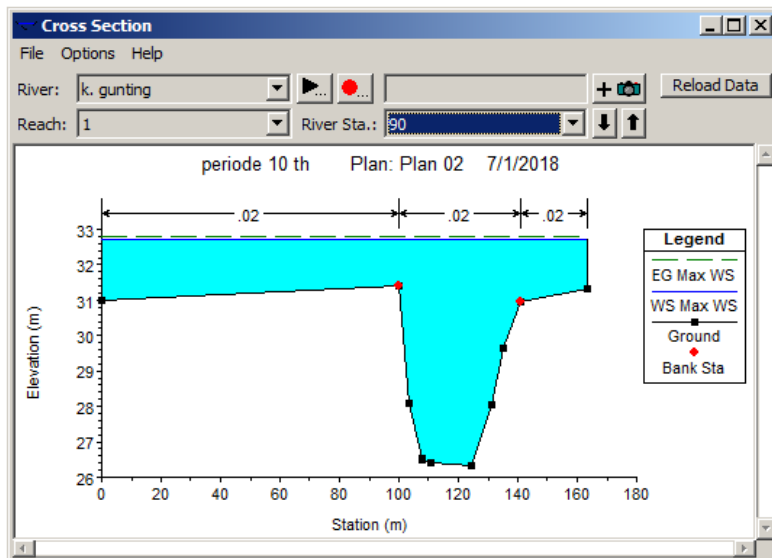 Cross Section
File Options Help
River: k. gunting + Reload Data
Reach: 1 River Sta.: 90
periode 10 th Plan: Plan 02 7/1/2018
.02 .02 .02
33
32
31
30
29
28
27
26
0 20 40 60 80 100 120 140 160 180
Elevation (m)
Station (m)
Legend
EG Max WS
WS Max WS
Ground
Bank Sta